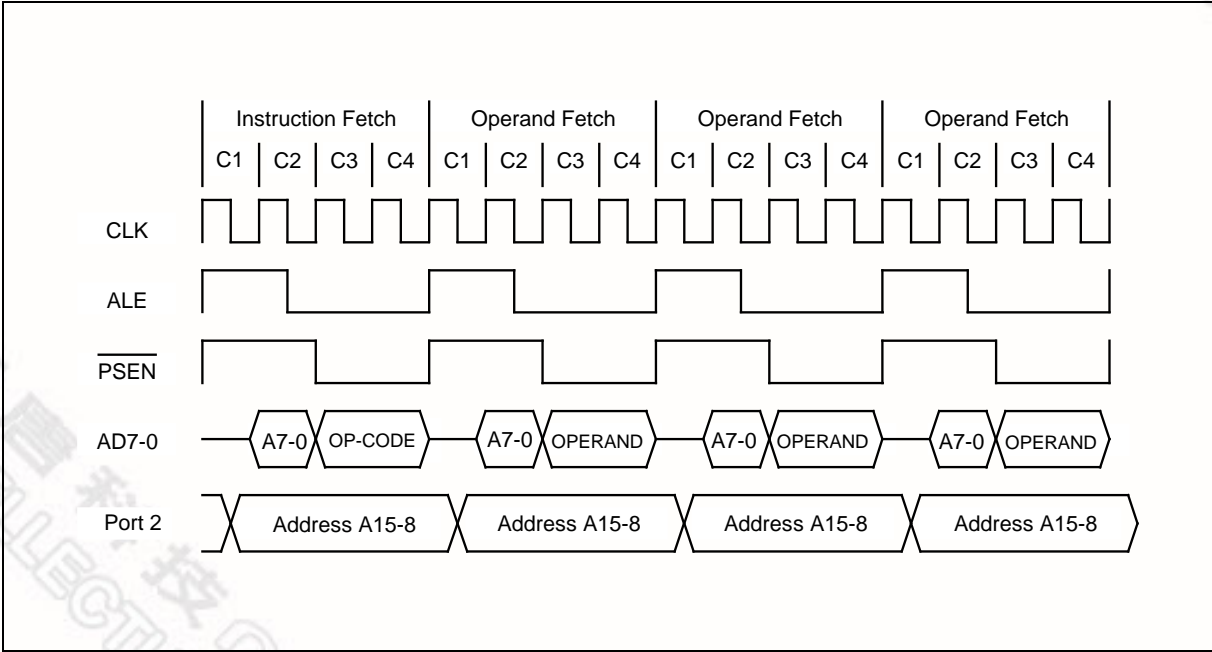 Instruction Fetch Operand Fetch Operand Fetch Operand Fetch
C1 C2 C3 C4 C1 C2 C3 C4 C1 C2 C3 C4 C1 C2 C3 C4
CLK
ALE
PSEN
AD7-0 A7-0 OP-CODE A7-0 OPERAND A7-0 OPERAND A7-0 OPERAND
Port 2 Address A15-8 Address A15-8 Address A15-8 Address A15-8